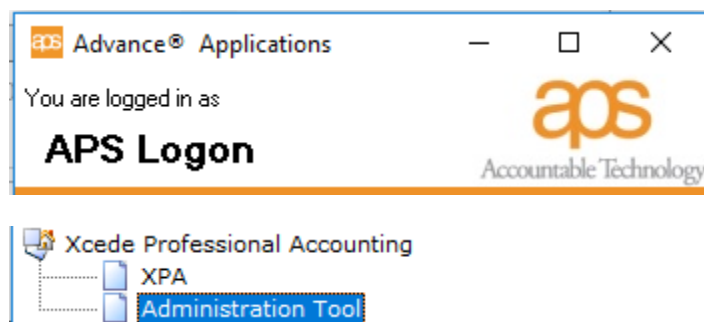 aps Advance® Applications
You are logged in as
APS Logon
aps
Accountable Technology
Xcede Professional Accounting
XPA
Administration Tool